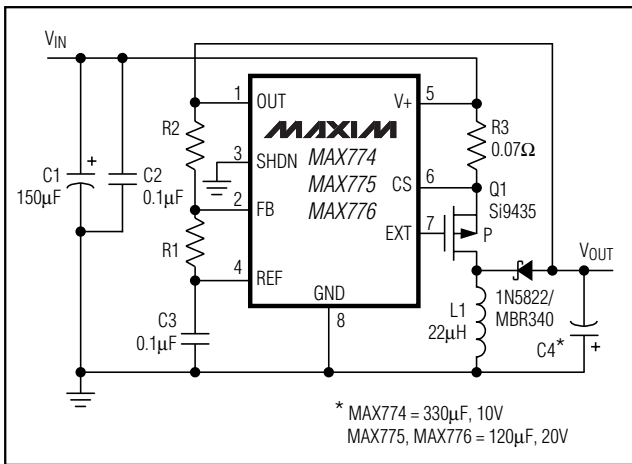 VIN
1
OUT
V+
5
R2
R3
0.07Ω
MAXIM
C1
150µF
+
C2
0.1µF
3
SHDN
MAX774
MAX775
MAX776
CS
6
Q1
Si9435
2
FB
EXT
7
P
VOUT
R1
4
REF
GND
8
1N5822/
MBR340
L1
22µH
C3
0.1µF
C4*
+
* MAX774 = 330µF, 10V
MAX775, MAX776 = 120µF, 20V